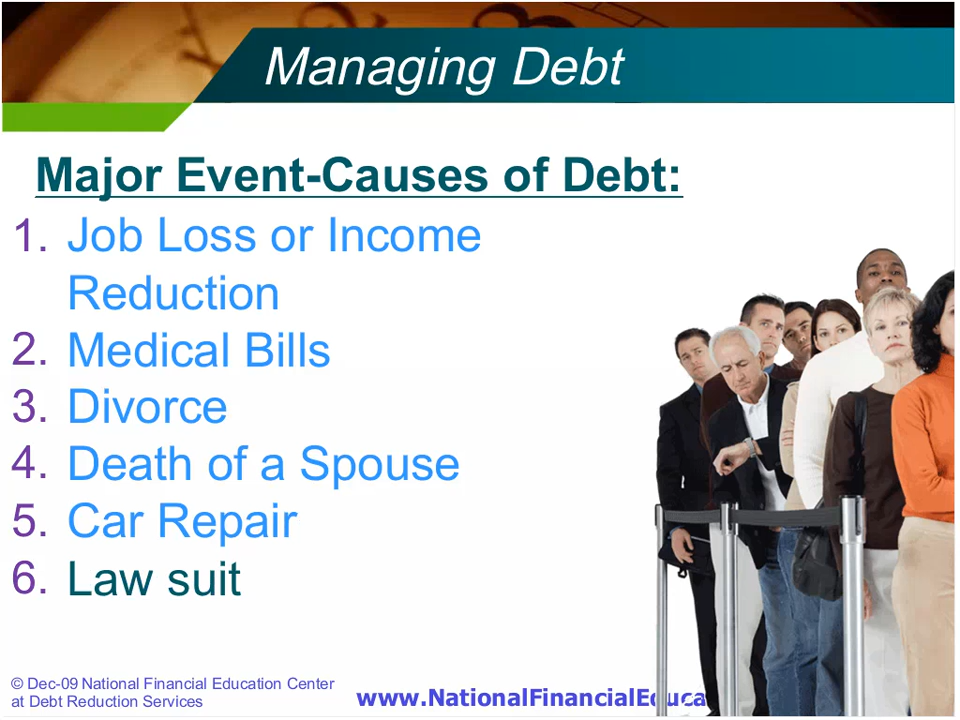 Managing Debt
Major Event-Causes of Debt:
1. Job Loss or Income
Reduction
2. Medical Bills
3. Divorce
4. Death of a Spouse
5. Car Repair
6. Law suit
© Dec-09 National Financial Education Center
at Debt Reduction Services
www.NationalFinancialEduca